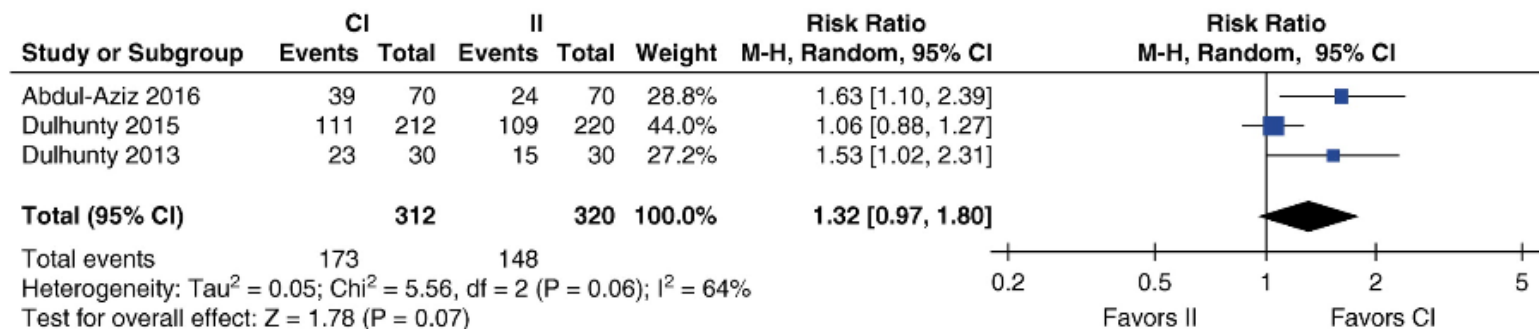 CI II Risk Ratio Risk Ratio
Study or Subgroup Events Total Events Total Weight M-H, Random, 95% CI M-H, Random, 95% CI
Abdul-Aziz 2016 39 70 24 70 28.8% 1.63 [1.10, 2.39]
Dulhunty 2015 111 212 109 220 44.0% 1.06 [0.88, 1.27]
Dulhunty 2013 23 30 15 30 27.2% 1.53 [1.02, 2.31]
Total (95% CI) 312 320 100.0% 1.32 [0.97, 1.80]
Total events 173 148
Heterogeneity: Tau² = 0.05; Chi² = 5.56, df = 2 (P = 0.06); I² = 64%
Test for overall effect: Z = 1.78 (P = 0.07)
0.2 0.5 1 2 5
Favors II Favors CI